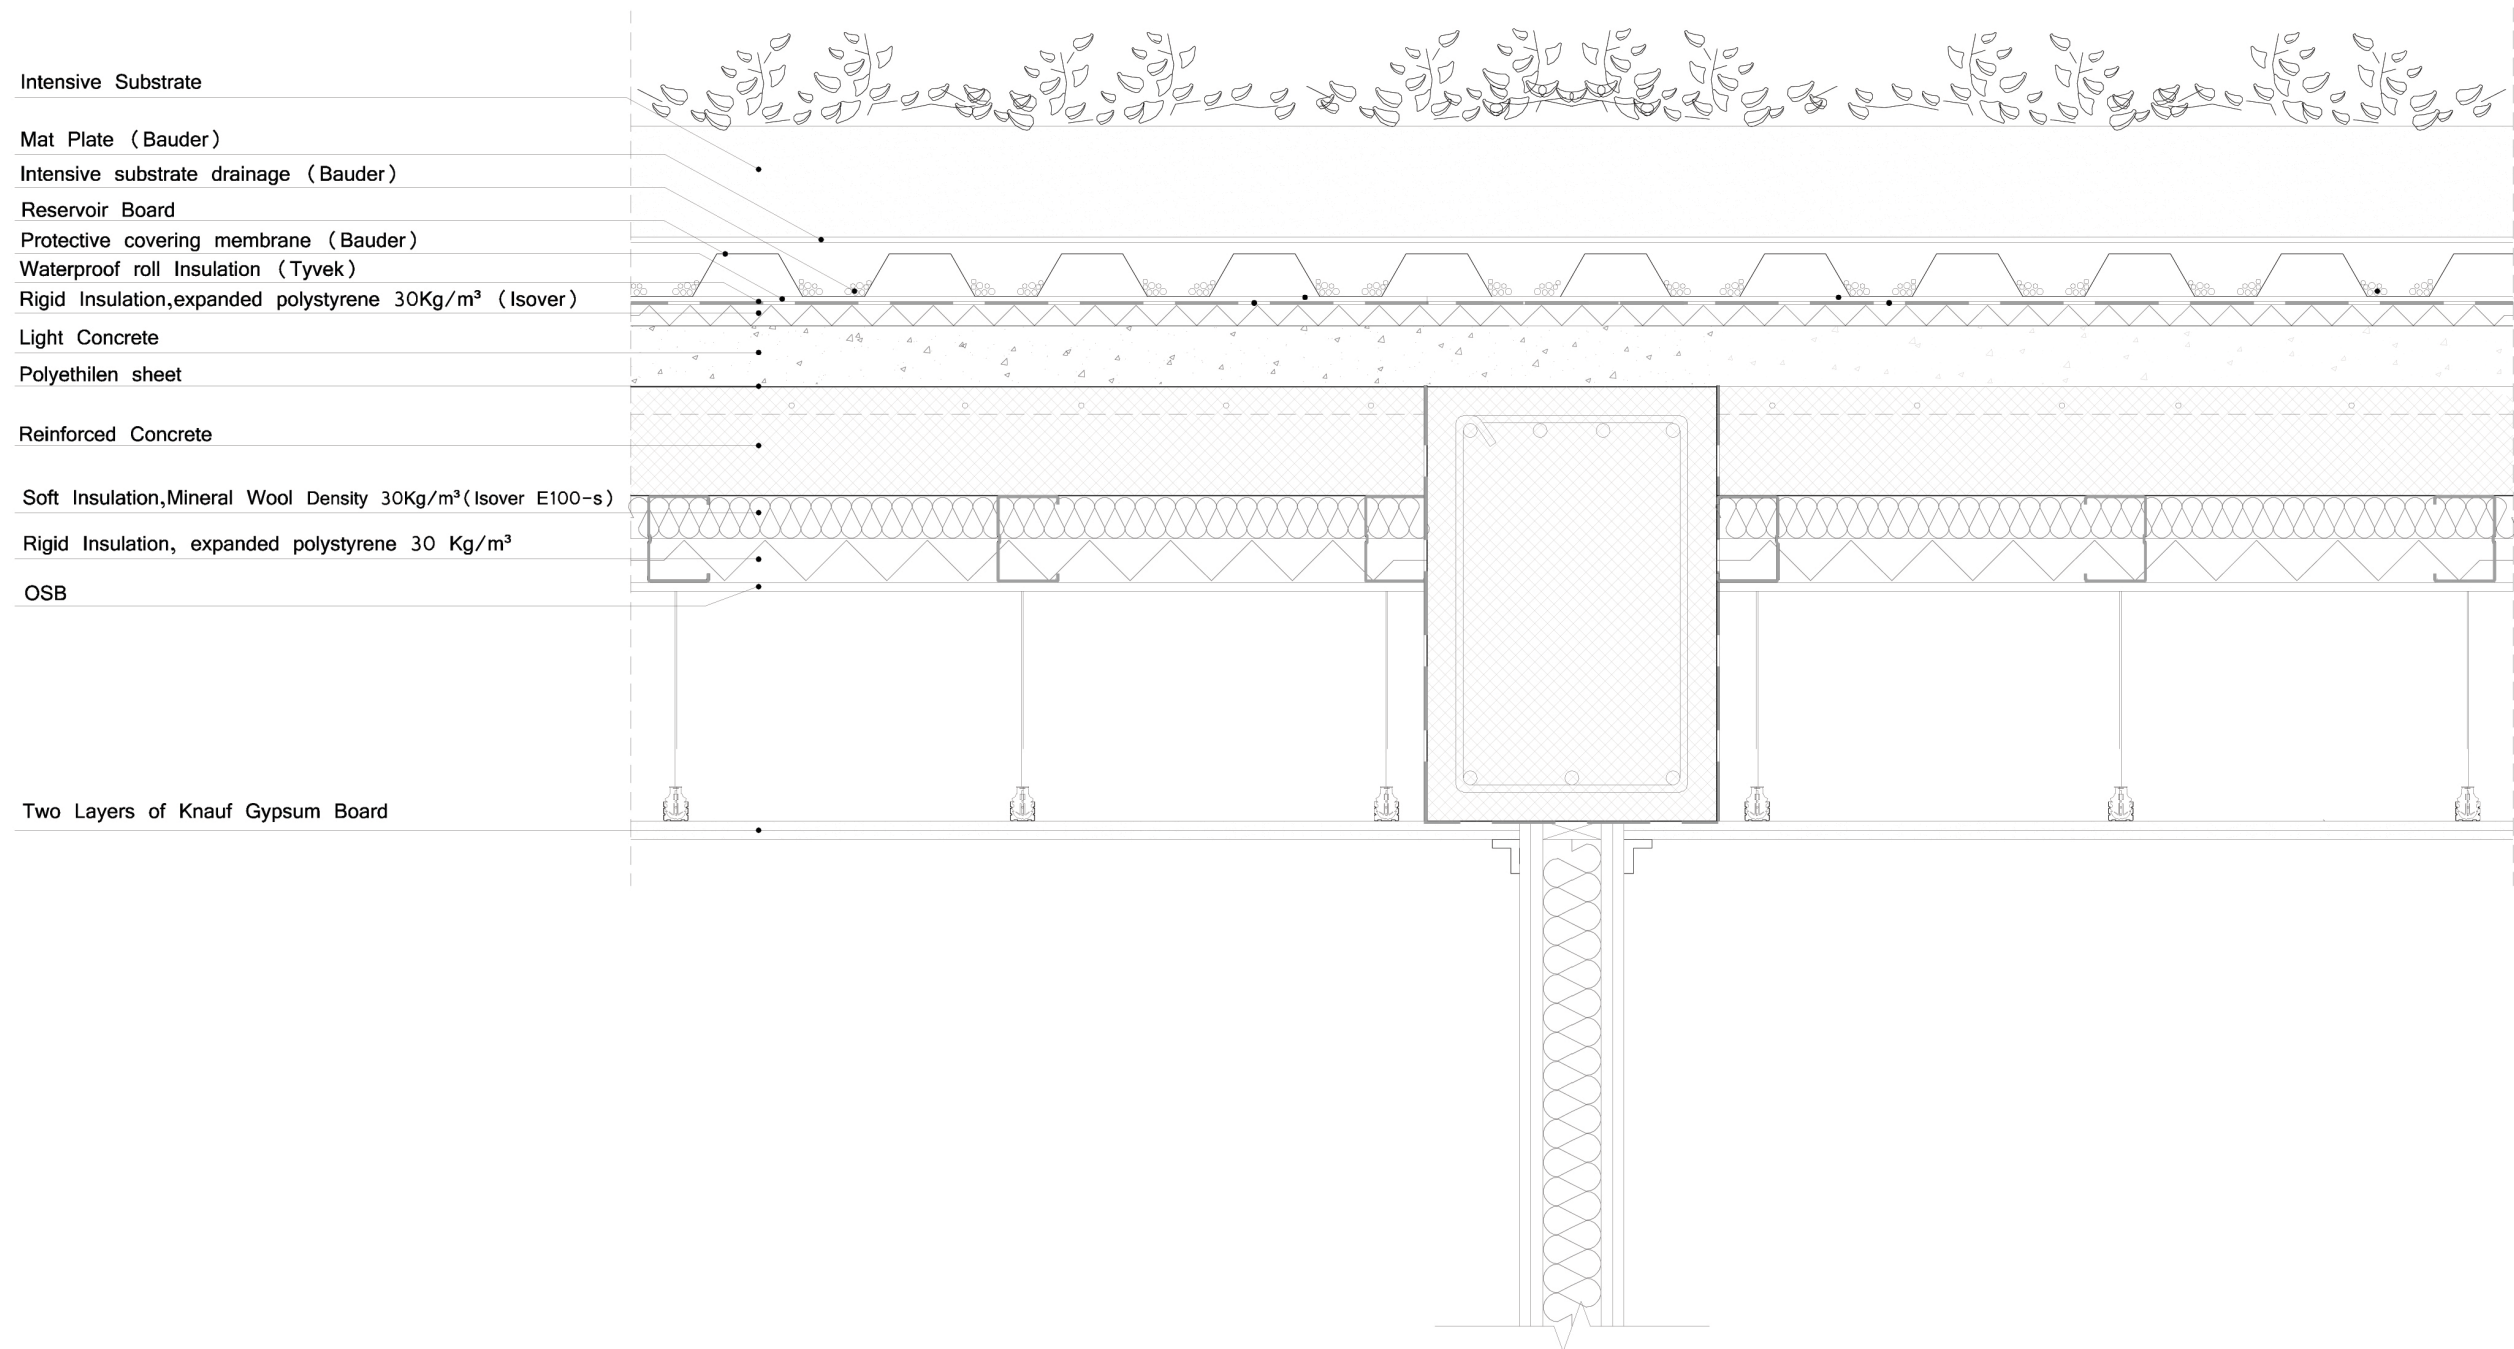 Intensive Substrate
Mat Plate (Bauder)
Intensive substrate drainage (Bauder)
Reservoir Board
Protective covering membrane (Bauder)
Waterproof roll Insulation (Tyvek)
Rigid Insulation,expanded polystyrene 30Kg/m³ (Isover)
Light Concrete
Polyethilen sheet
Reinforced Concrete
Soft Insulation,Mineral Wool Density 30Kg/m³(Isover E100-s)
Rigid Insulation, expanded polystyrene 30 Kg/m³
OSB
Two Layers of Knauf Gypsum Board